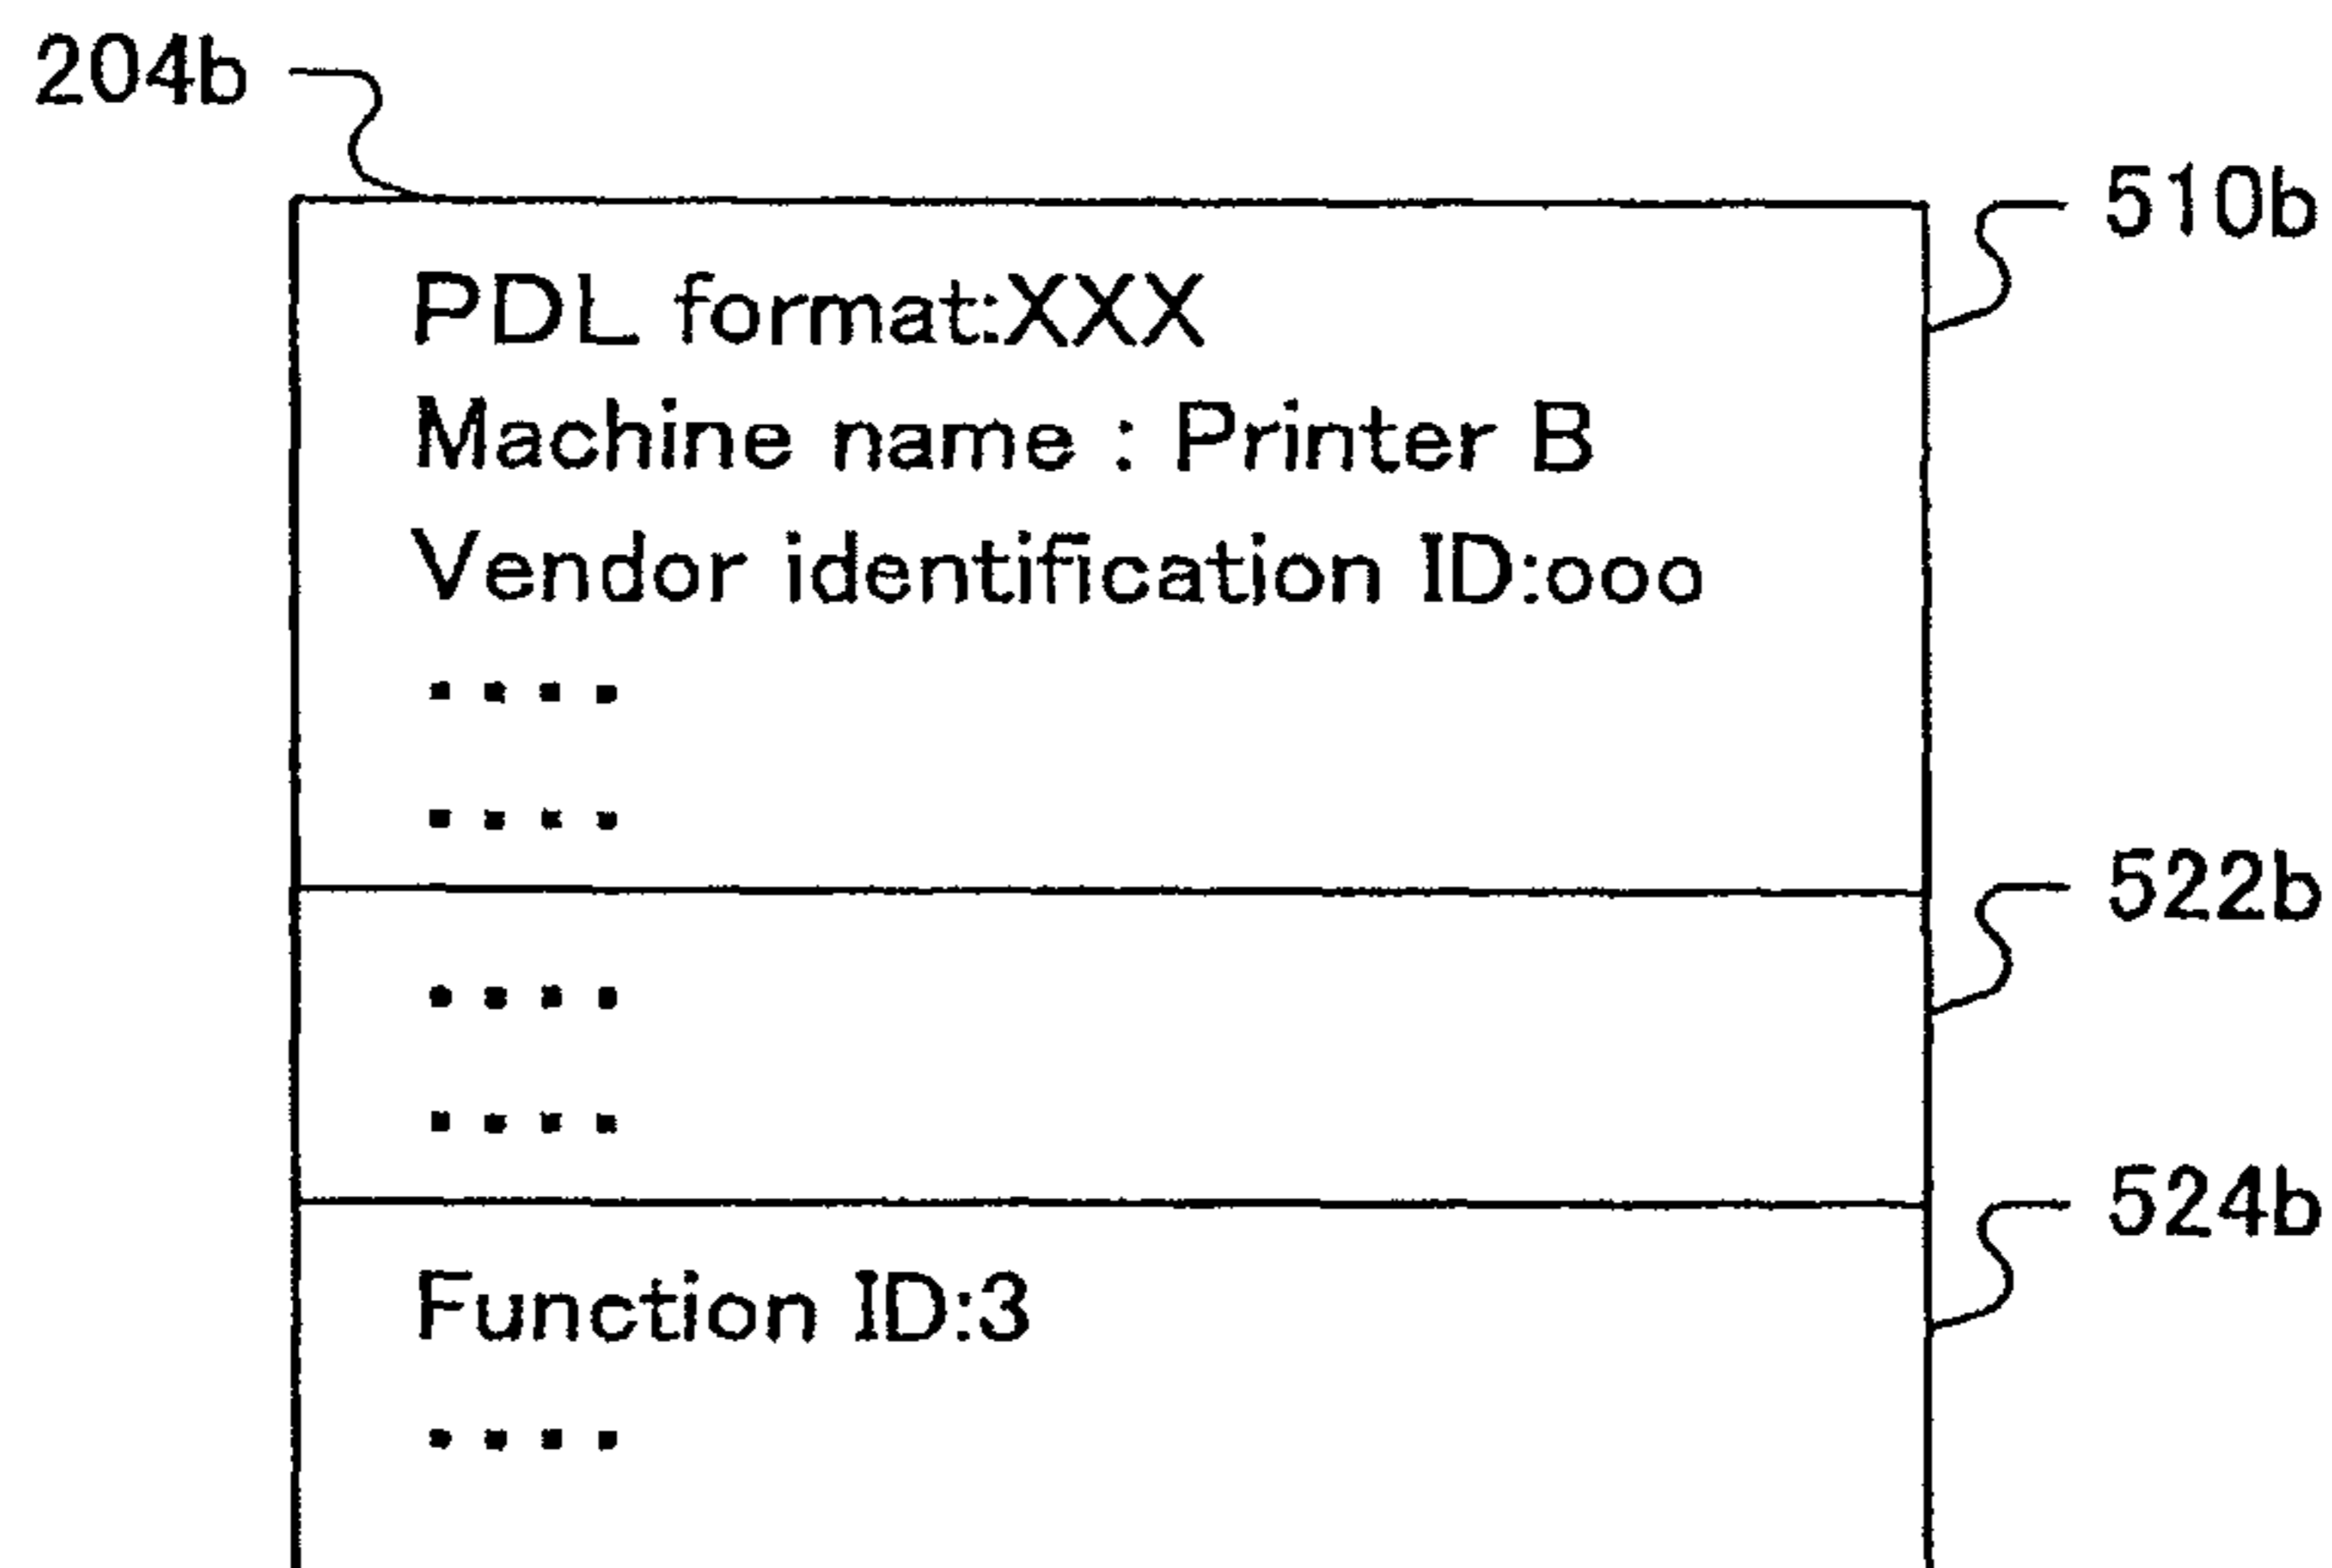 204b
510b
PDL format:XXX
Machine name : Printer B
Vendor identification ID:ooo
....
....
522b
....
....
524b
Function ID:3
....